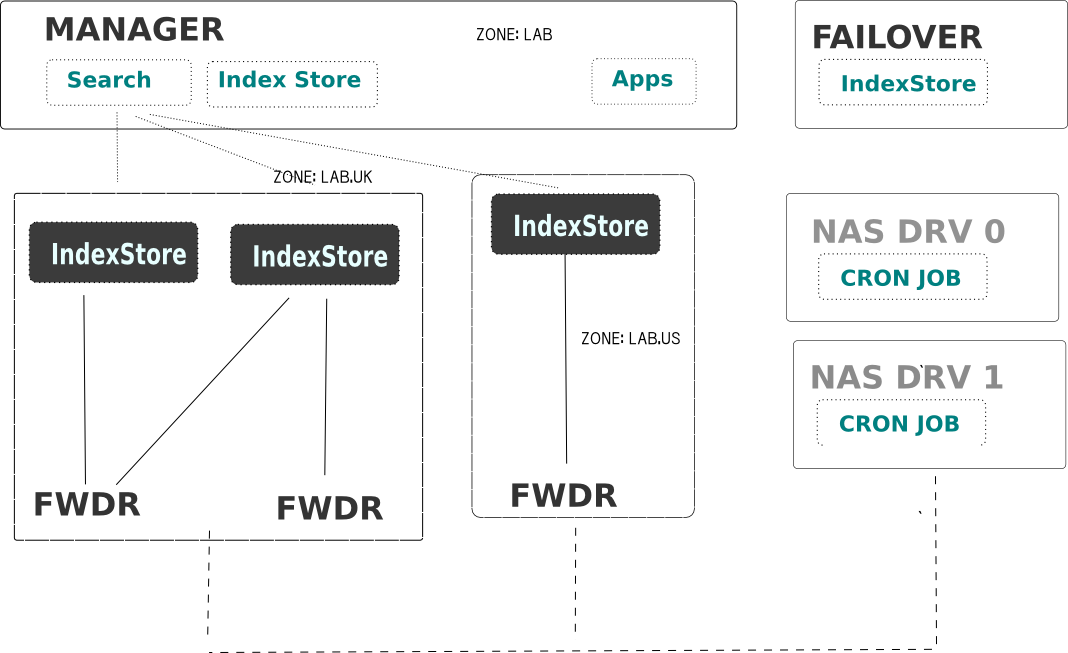 MANAGER
ZONE: LAB
Search
Index Store
Apps
FAILOVER
IndexStore
ZONE: LAB.UK
IndexStore
IndexStore
FWDR
FWDR
IndexStore
ZONE: LAB.US
FWDR
NAS DRV 0
CRON JOB
NAS DRV 1
CRON JOB